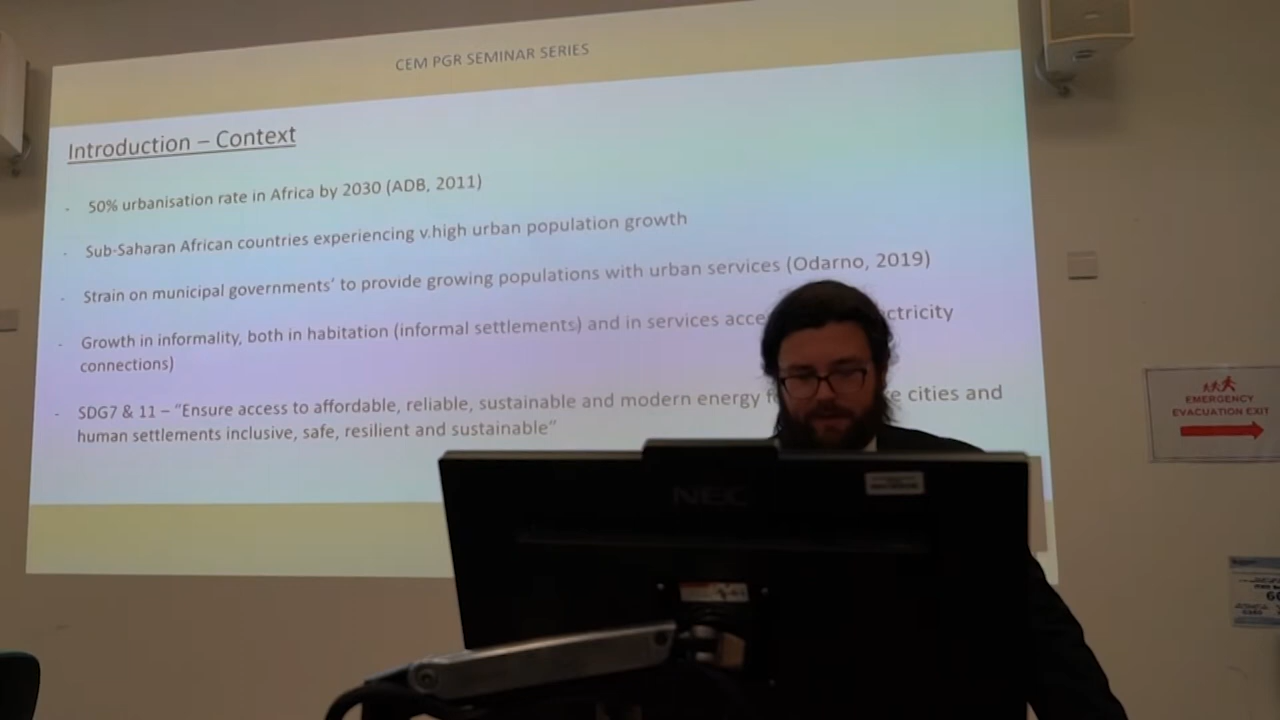 CEM PGR SEMINAR SERIES
Introduction – Context
- 50% urbanisation rate in Africa by 2030 (ADB, 2011)
- Sub-Saharan African countries experiencing v.high urban population growth
- Strain on municipal governments’ to provide growing populations with urban services (Odarno, 2019)
- Growth in informality, both in habitation (informal settlements) and in services ctricity
connections)
- SDG7 & 11 – “Ensure access to affordable, reliable, sustainable and modern energy cities and
human settlements inclusive, safe, resilient and sustainable”
NEC
EMERGENCY
EVACUATION EXIT